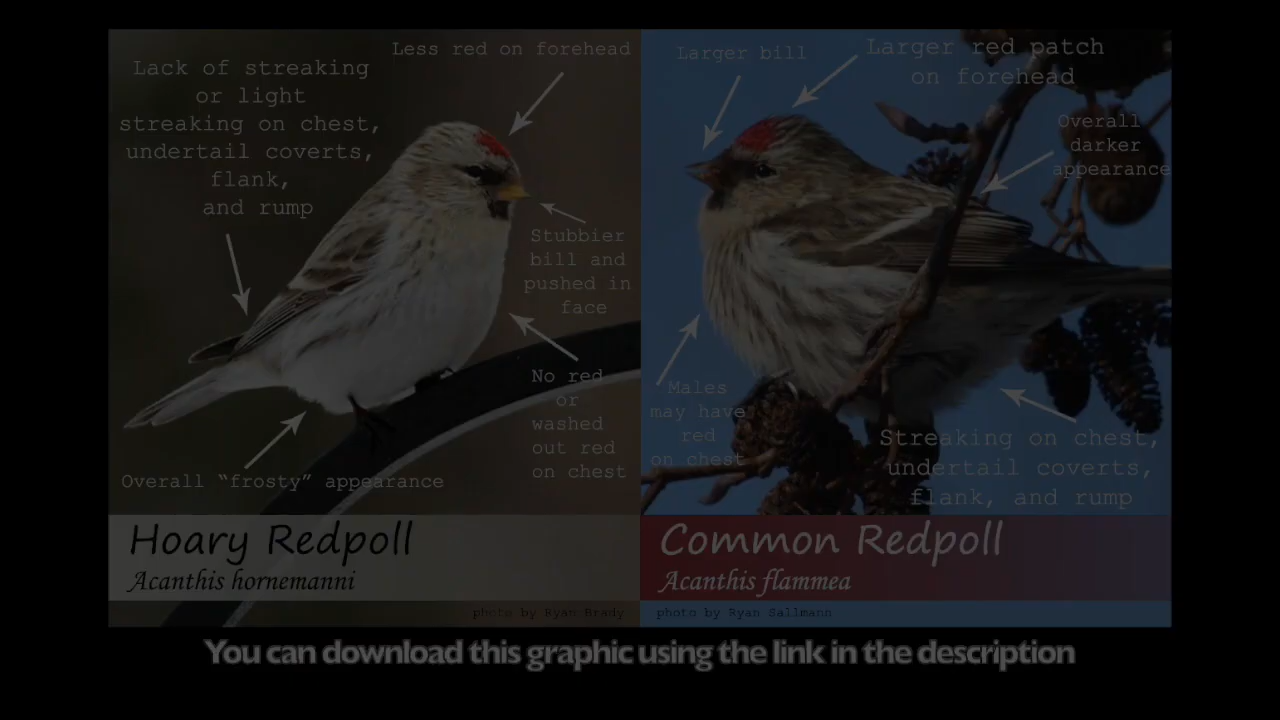 Less red on forehead
Lack of streaking
or light
streaking on chest,
undertail coverts,
flank,
and rump
Stubbier
bill and
pushed in
face
No red
or
washed
out red
on chest
Overall “frosty” appearance
Hoary Redpoll
Acanthis hornemanni
photo by Ryan Brady
Larger bill
Larger red patch
on forehead
Overall
darker
appearance
Males
may have
red
on chest
Streaking on chest,
undertail coverts,
flank, and rump
Common Redpoll
Acanthis flammea
photo by Ryan Sallmann
You can download this graphic using the link in the description